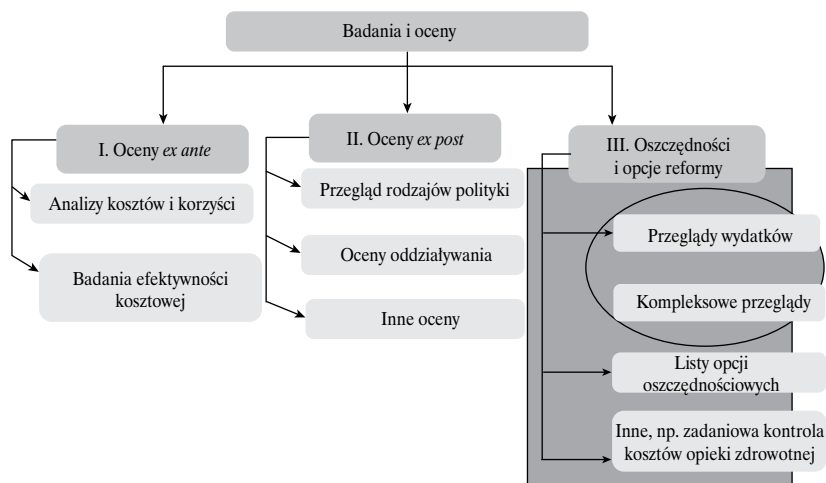 Badania i oceny
I. Oceny ex ante
Analizy kosztów i korzyści
Badania efektywności
kosztowej
II. Oceny ex post
Przegląd rodzajów polityki
Oceny oddziaływania
Inne oceny
III. Oszczędności
i opcje reformy
Przeglądy wydatków
Kompleksowe przeglądy
Listy opcji
oszczędnościowych
Inne, np. zadaniowa kontrola
kosztów opieki zdrowotnej